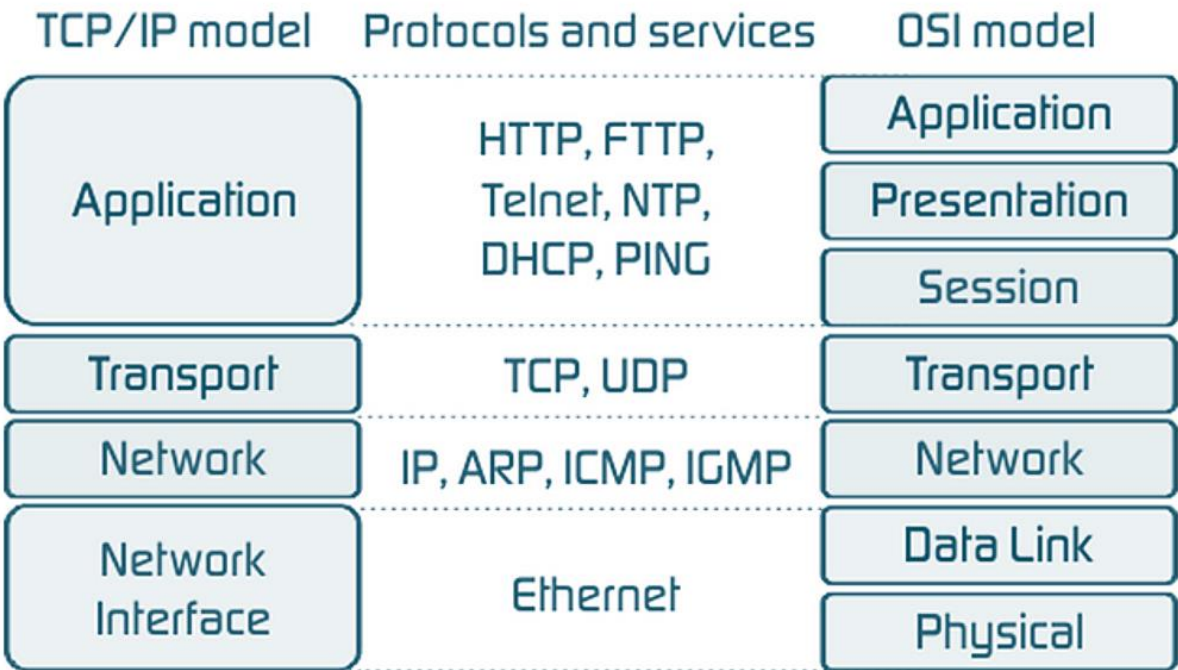 TCP/IP model Protocols and services OSI model
Application
HTTP, FTTP,
Telnet, NTP,
DHCP, PING
Application
Presentation
Session
Transport
TCP, UDP
Transport
Network
IP, ARP, ICMP, IGMP
Network
Network
Interface
Ethernet
Data Link
Physical